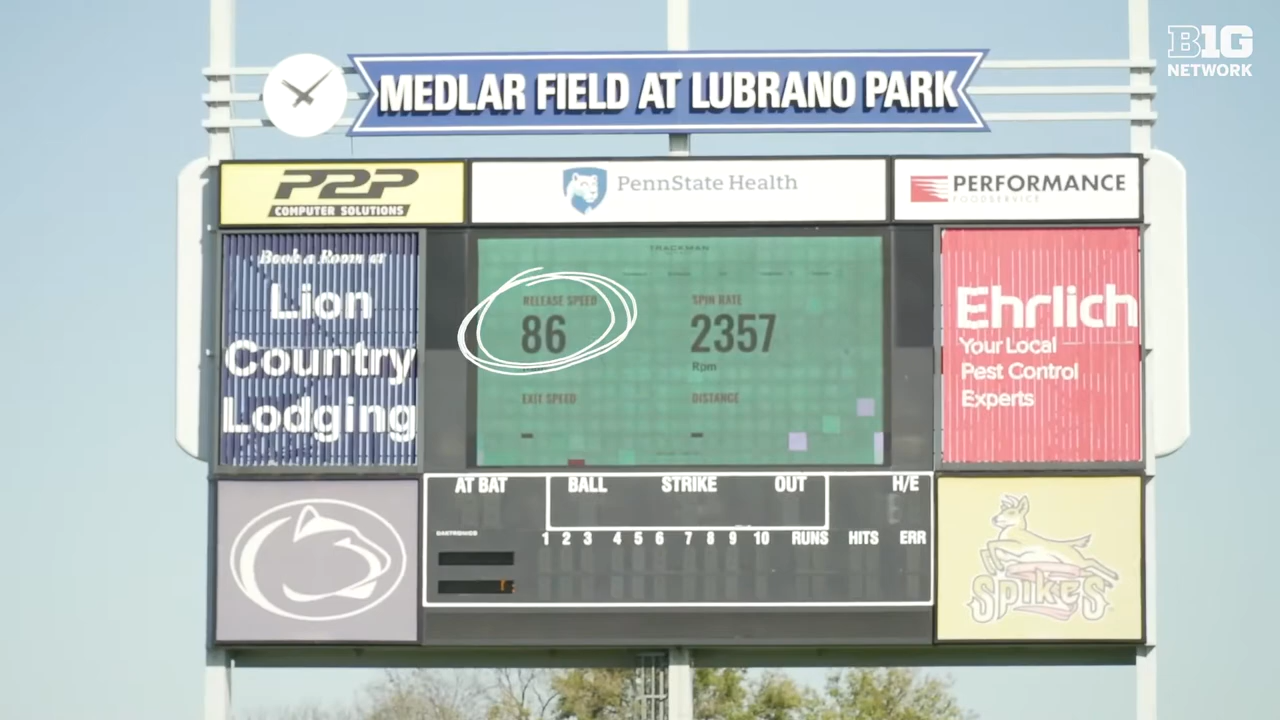 B1G
NETWORK
MEDLAR FIELD AT LUBRANO PARK
P2P
COMPUTER SOLUTIONS
PennState Health
PERFORMANCE
FOODSERVICE
Book a Room at
Lion
Country
Lodging
TRACKMAN
RELEASE SPEED
86
SPIN RATE
2357
Rpm
EXIT SPEED
DISTANCE
Ehrlich
Your Local
Pest Control
Experts
AT BAT BALL STRIKE OUT H/E
DAKTRONICS
1 2 3 4 5 6 7 8 9 10 RUNS HITS ERR
Spikes